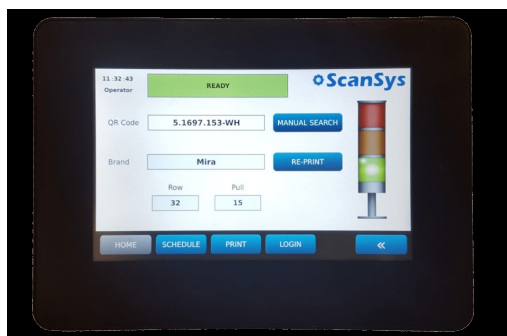 11:32:43
Operator
READY
ScanSys
QR Code
5.1697.153-WH
MANUAL SEARCH
Brand
Mira
RE-PRINT
Row
Pull
32
15
HOME
SCHEDULE
PRINT
LOGIN
«